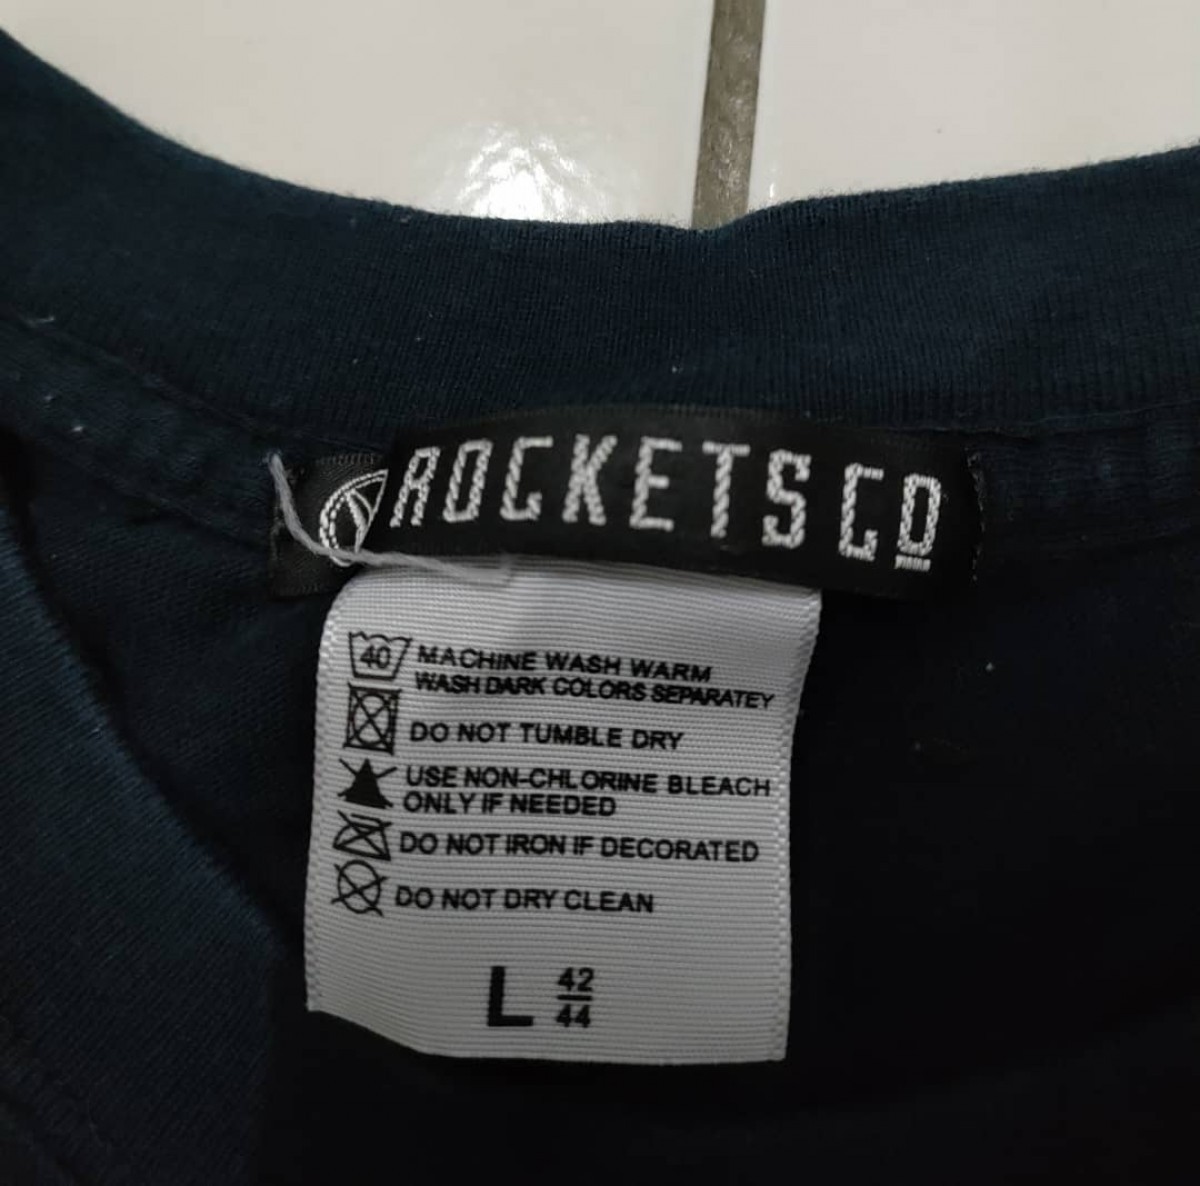 ROCKETS CO
40 MACHINE WASH WARM
WASH DARK COLORS SEPARATEY
DO NOT TUMBLE DRY
USE NON-CHLORINE BLEACH
ONLY IF NEEDED
DO NOT IRON IF DECORATED
DO NOT DRY CLEAN
L 42
44